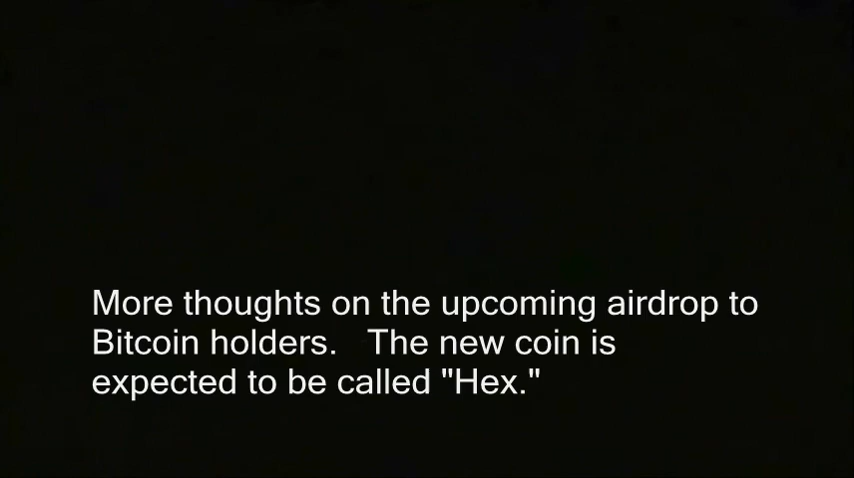 More thoughts on the upcoming airdrop to
Bitcoin holders.   The new coin is
expected to be called "Hex."